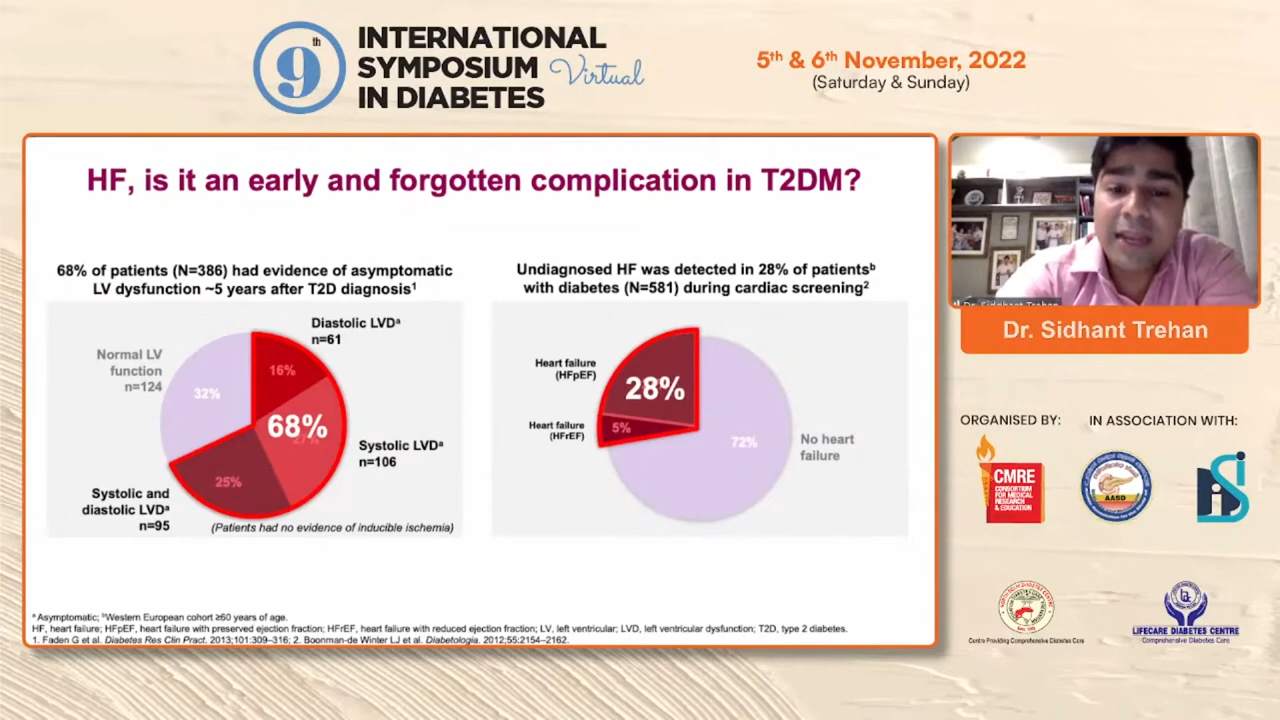 9th
INTERNATIONAL
SYMPOSIUM Virtual
IN DIABETES
5th & 6th November, 2022
(Saturday & Sunday)
HF, is it an early and forgotten complication in T2DM?
68% of patients (N=386) had evidence of asymptomatic
LV dysfunction ~5 years after T2D diagnosis1
Diastolic LVDa
n=61
Normal LV
function
n=124
16%
32%
68%
27%
Systolic LVDa
n=106
25%
Systolic and
diastolic LVDa
n=95
(Patients had no evidence of inducible ischemia)
Undiagnosed HF was detected in 28% of patientsb
with diabetes (N=581) during cardiac screening2
Heart failure
(HFpEF)
28%
Heart failure
(HFrEF)
5%
72%
No heart
failure
a Asymptomatic; bWestern European cohort ≥60 years of age.
HF, heart failure; HFpEF, heart failure with preserved ejection fraction; HFrEF, heart failure with reduced ejection fraction; LV, left ventricular; LVD, left ventricular dysfunction; T2D, type 2 diabetes.
1. Faden G et al. Diabetes Res Clin Pract. 2013;101:309–316; 2. Boonman-de Winter LJ et al. Diabetologia. 2012;55:2154–2162.
Dr. Siddhant Trehan
Dr. Sidhant Trehan
ORGANISED BY:
IN ASSOCIATION WITH:
CMRE
CONSORTIUM
FOR MEDICAL
RESEARCH
& EDUCATION
AASD
Centre Providing Comprehensive Diabetes Care
LIFECARE DIABETES CENTRE
Comprehensive Diabetes Care